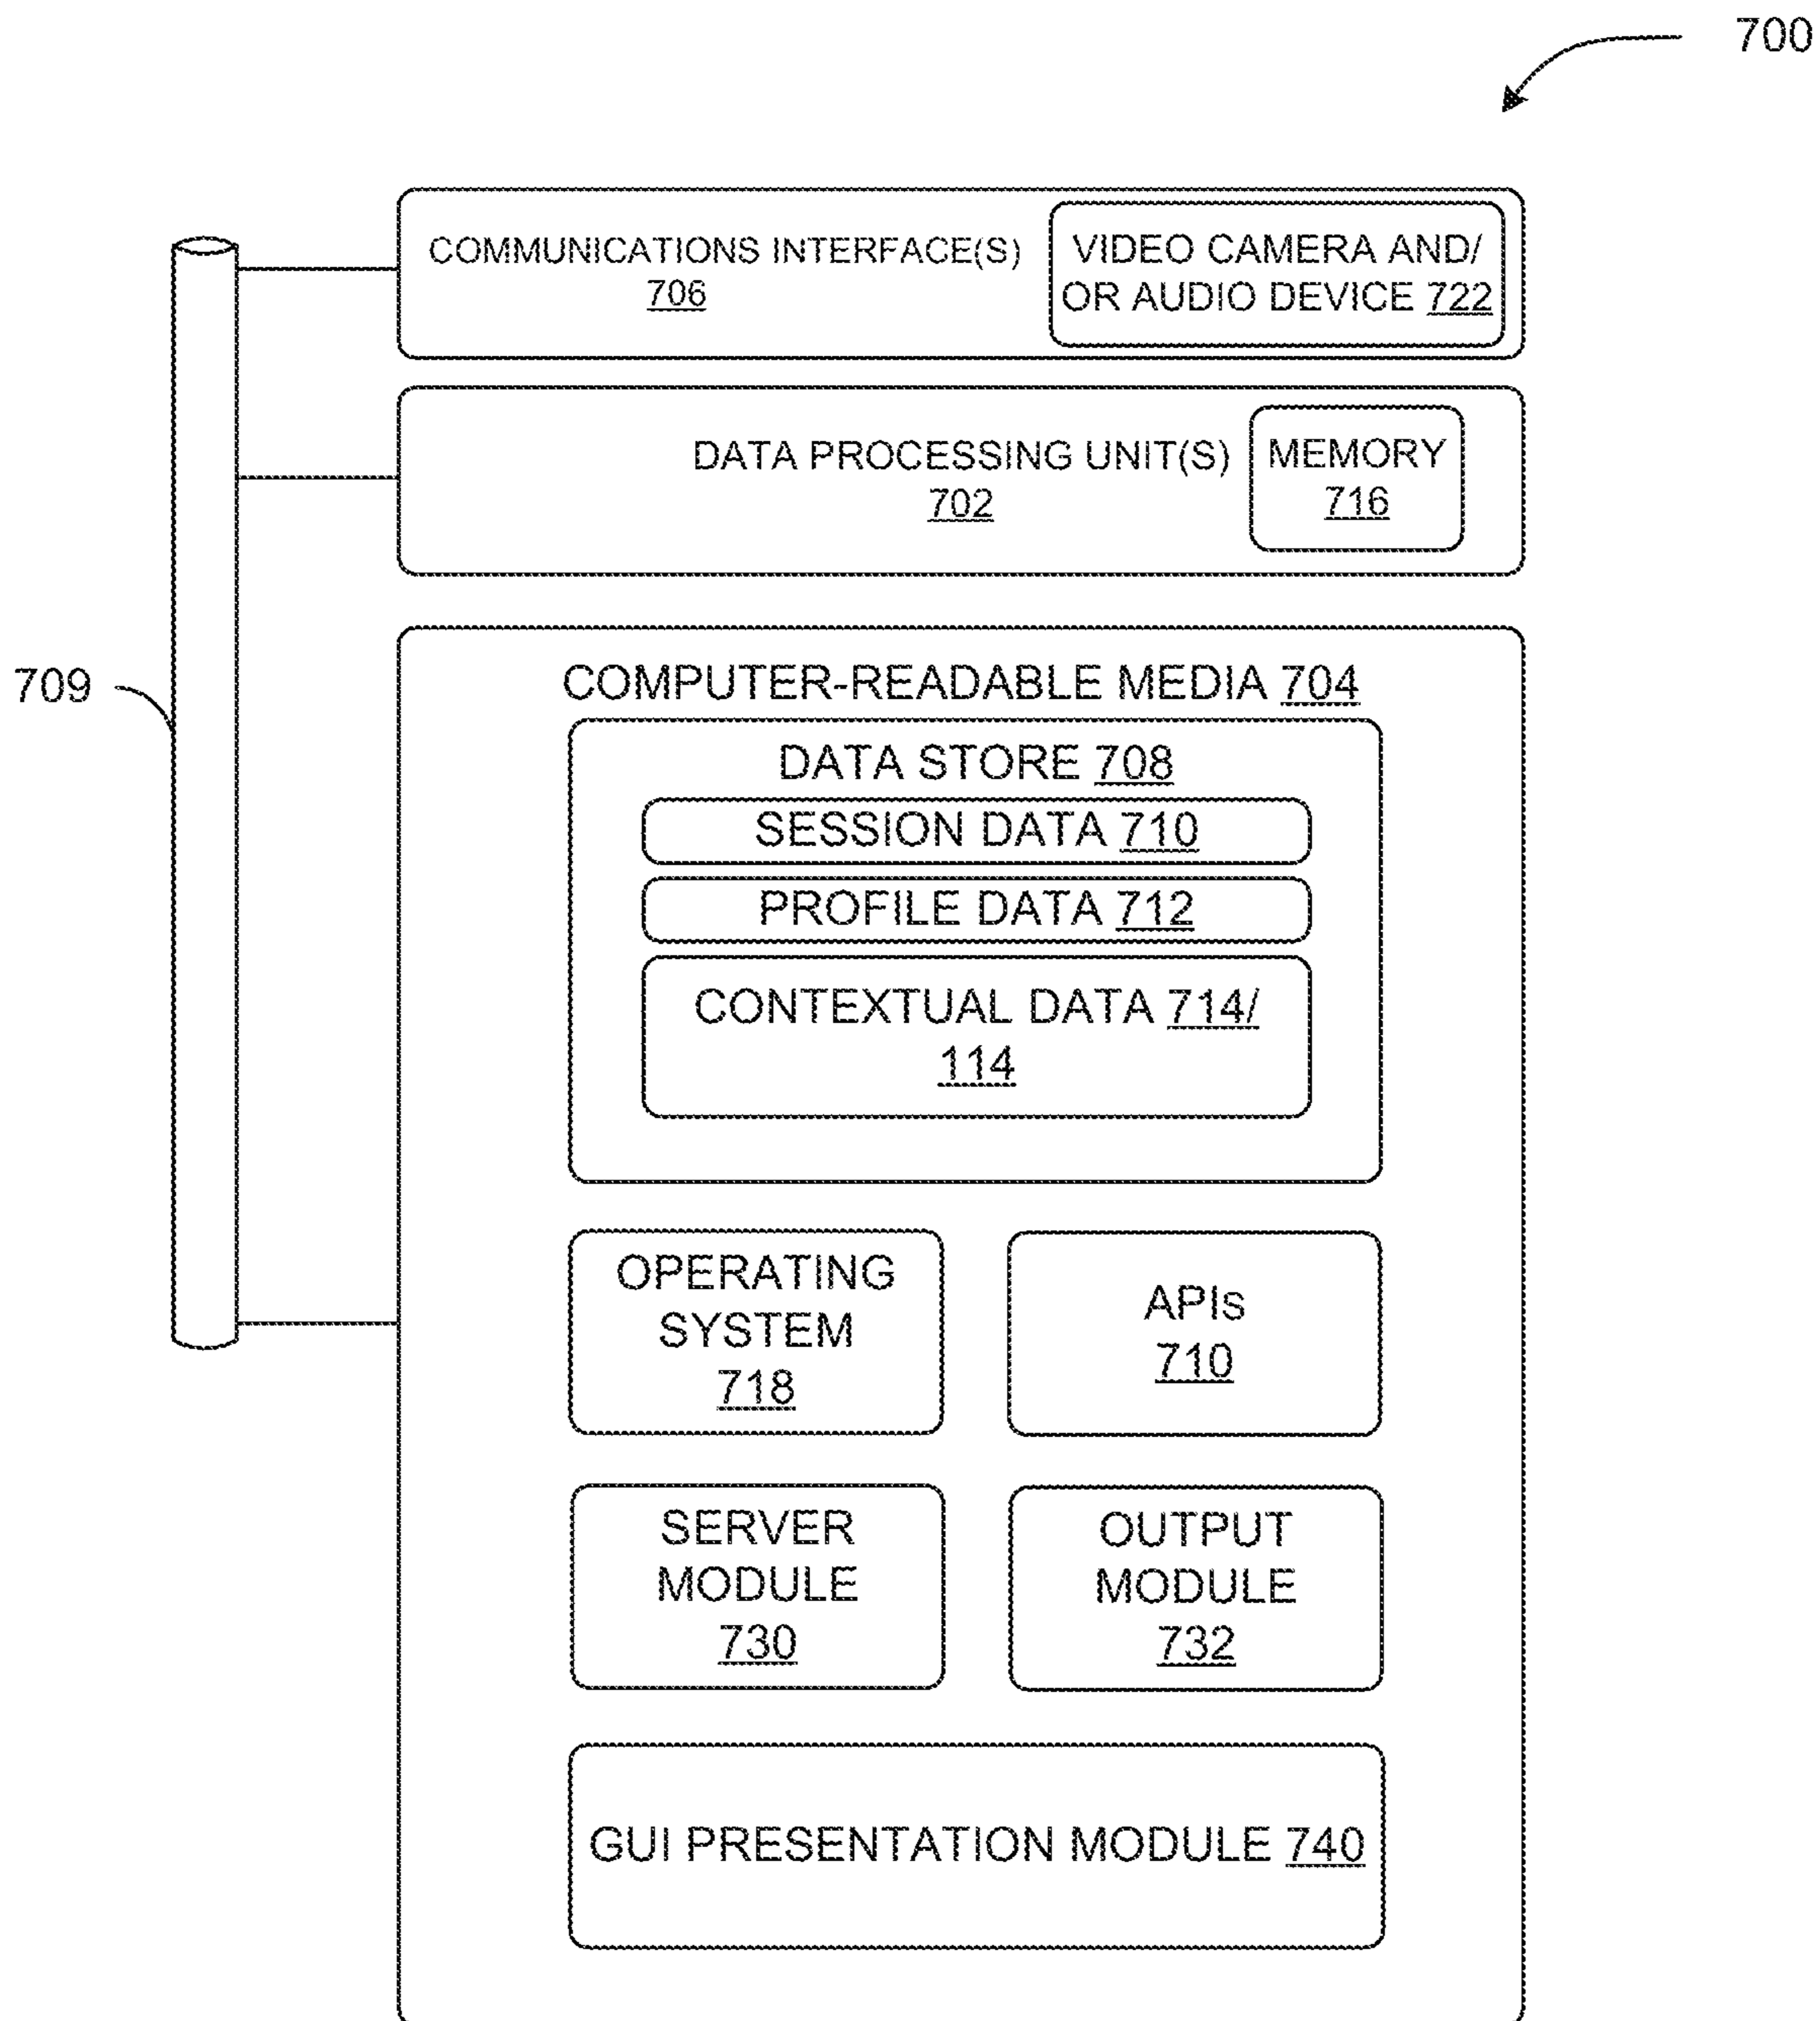 700
COMMUNICATIONS INTERFACE(S)
706
VIDEO CAMERA AND/
OR AUDIO DEVICE 722
DATA PROCESSING UNIT(S)
702
MEMORY
716
709
COMPUTER-READABLE MEDIA 704
DATA STORE 708
SESSION DATA 710
PROFILE DATA 712
CONTEXTUAL DATA 714/
114
OPERATING
SYSTEM
718
APIs
710
SERVER
MODULE
730
OUTPUT
MODULE
732
GUI PRESENTATION MODULE 740